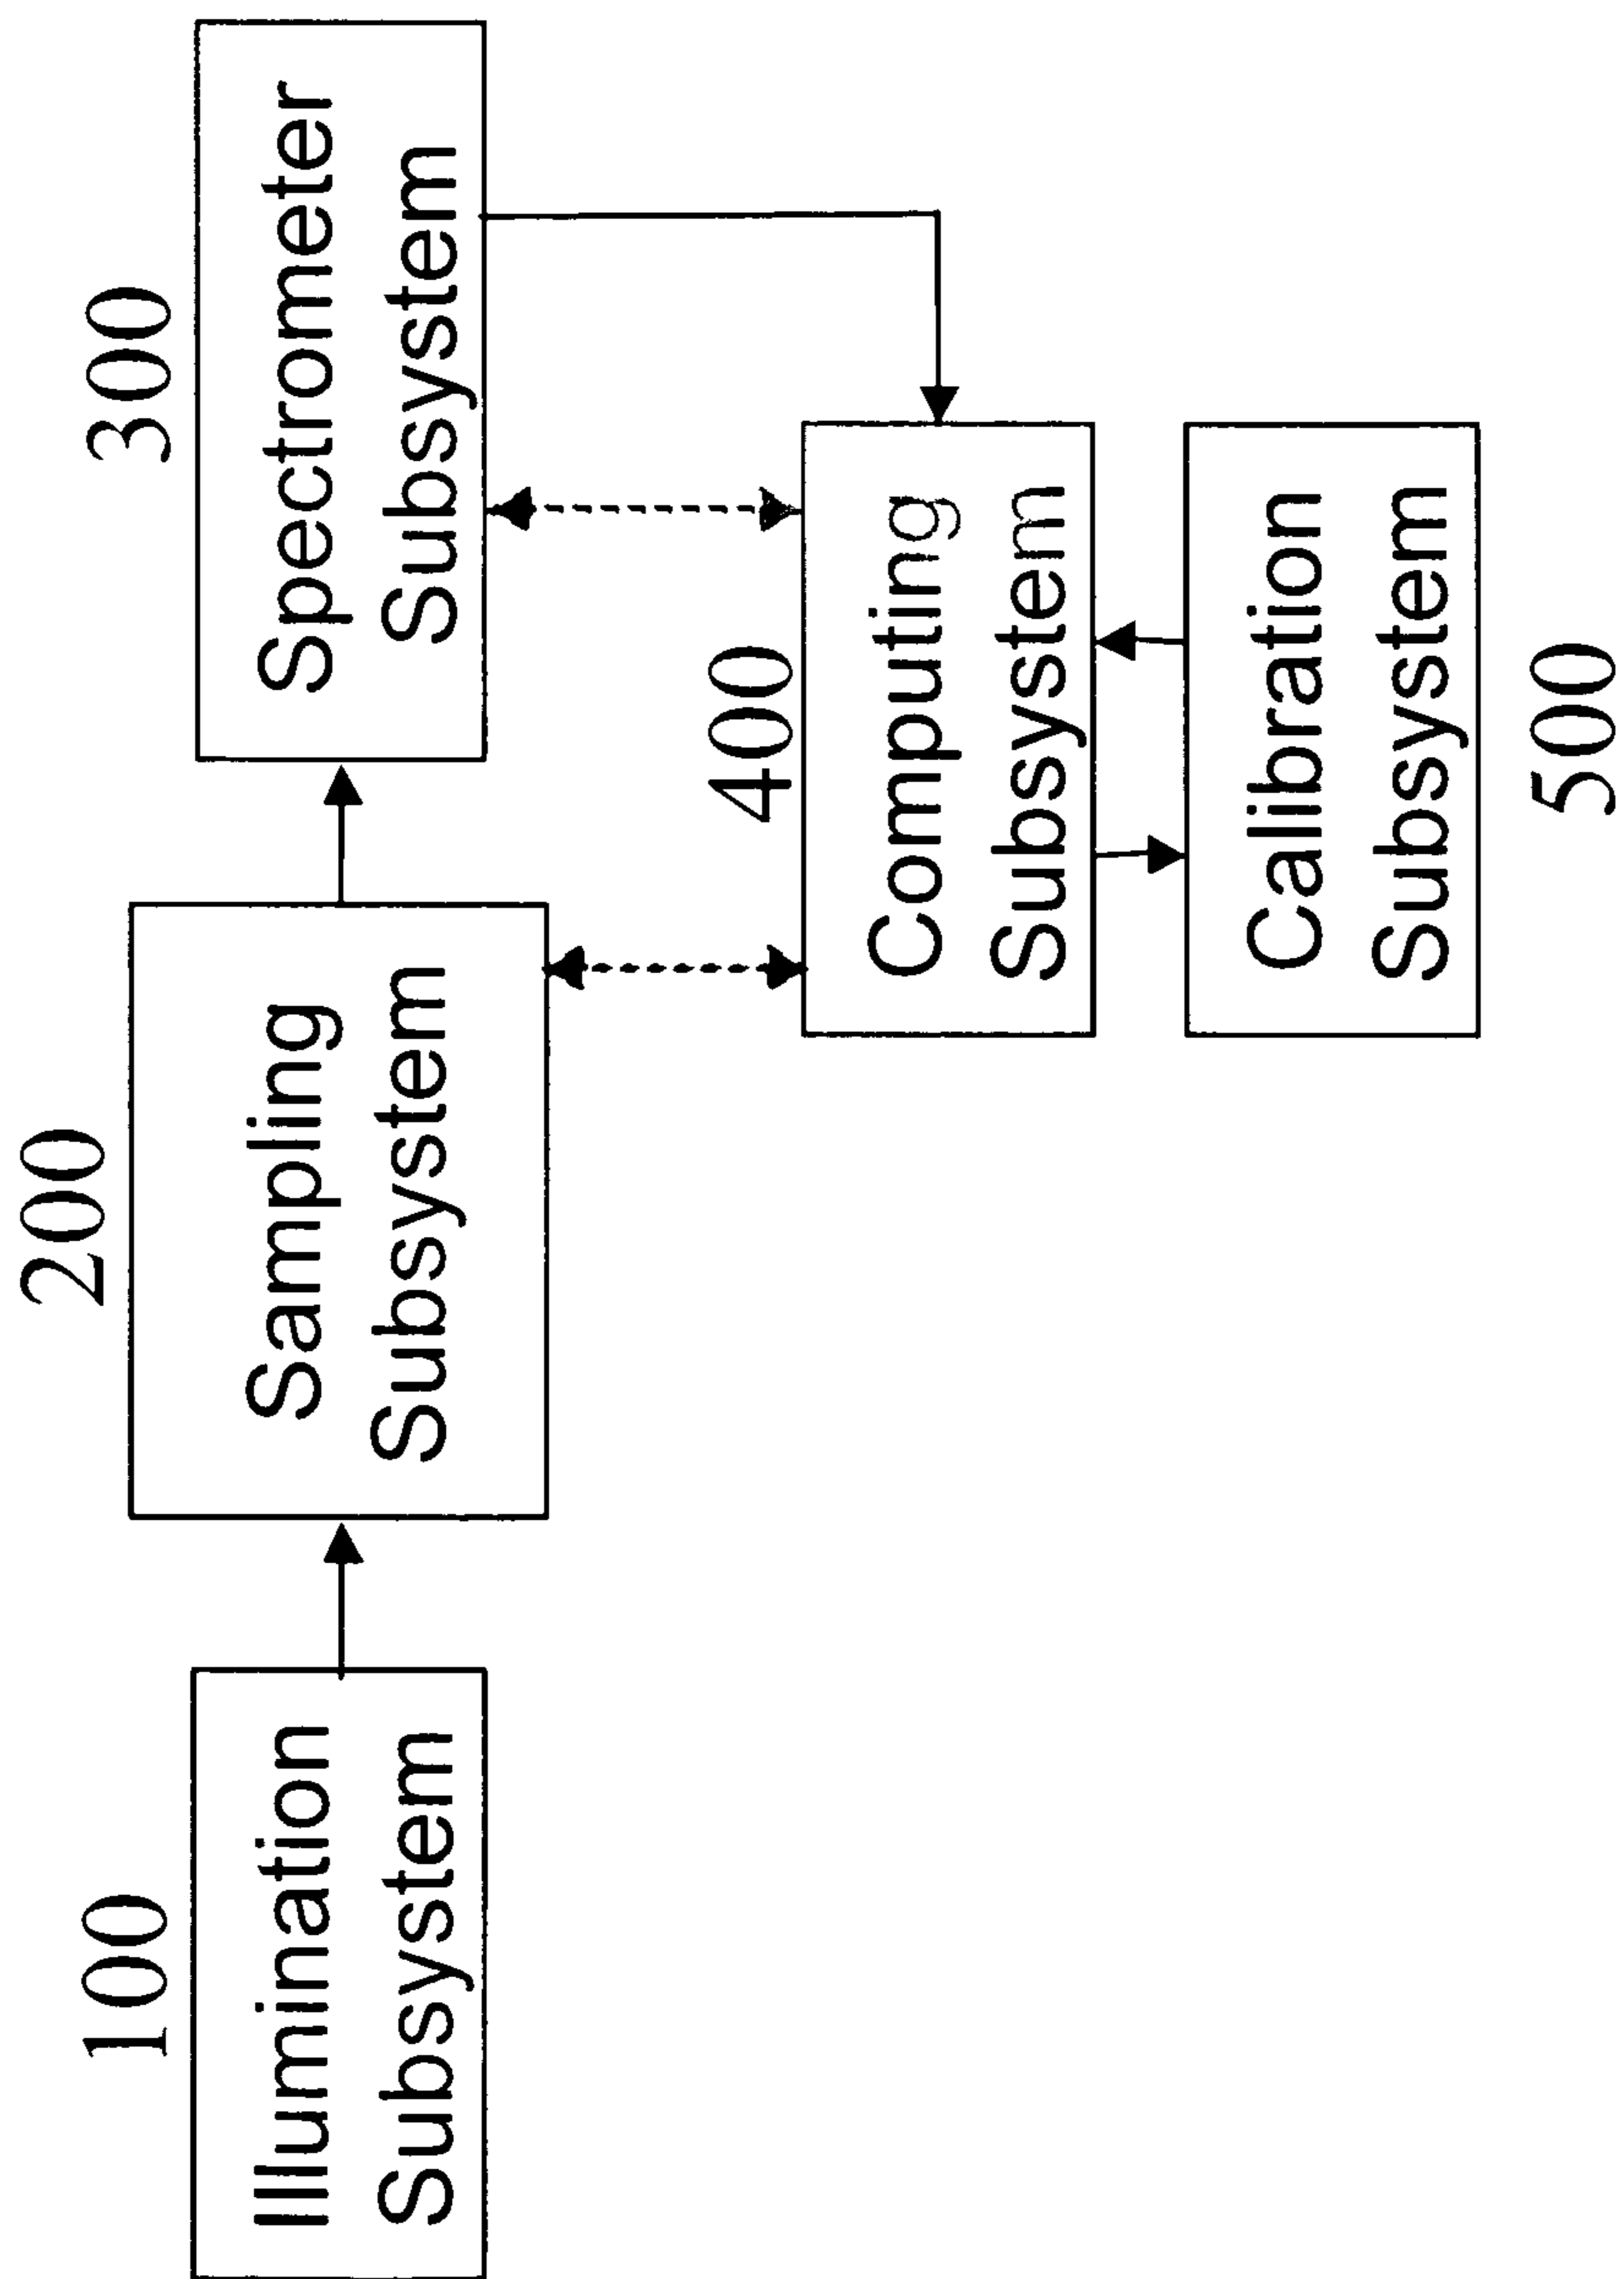 100
Illumination
Subsystem
200
Sampling
Subsystem
300
Spectrometer
Subsystem
400
Computing
Subsystem
Calibration
Subsystem
500